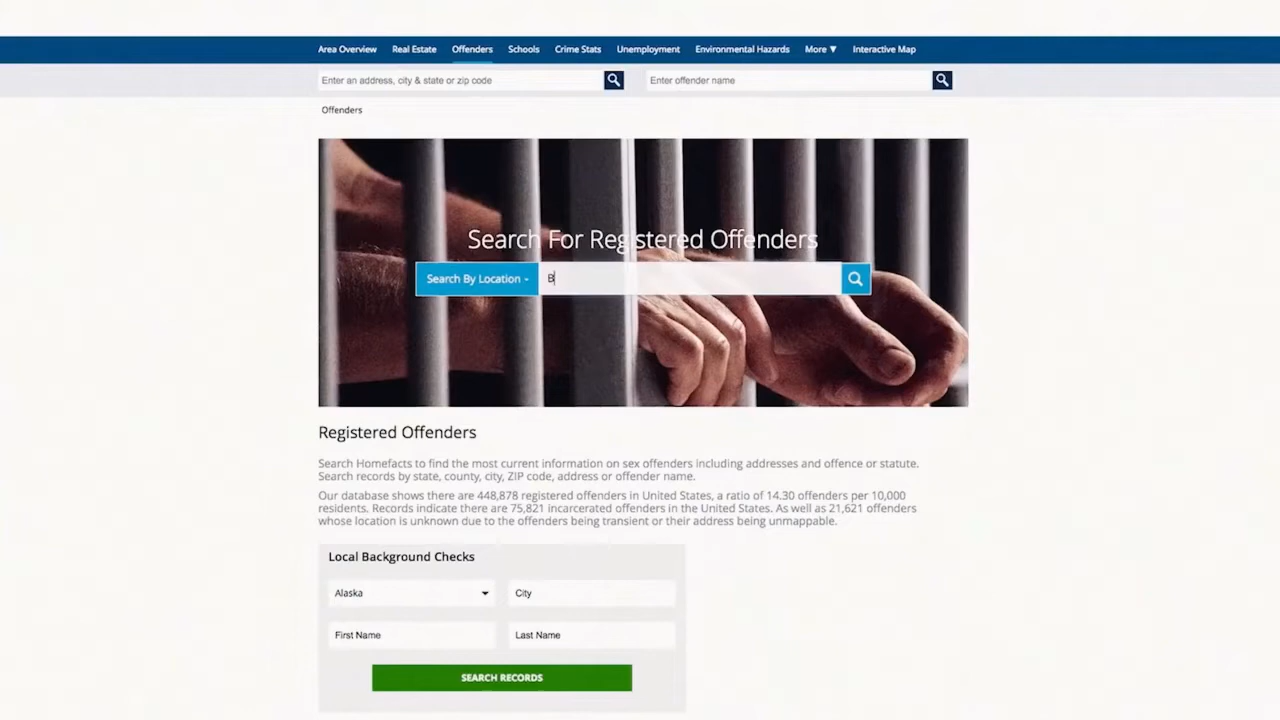 Area Overview Real Estate Offenders Schools Crime Stats Unemployment Environmental Hazards More ▼ Interactive Map
Enter an address, city & state or zip code Enter offender name
Offenders
Search For Registered Offenders
Search By Location - B
Registered Offenders
Search Homefacts to find the most current information on sex offenders including addresses and offence or statute.
Search records by state, county, city, ZIP code, address or offender name.
Our database shows there are 448,878 registered offenders in United States, a ratio of 14.30 offenders per 10,000
residents. Records indicate there are 75,821 incarcerated offenders in the United States. As well as 21,621 offenders
whose location is unknown due to the offenders being transient or their address being unmappable.
Local Background Checks
Alaska City
First Name Last Name
SEARCH RECORDS